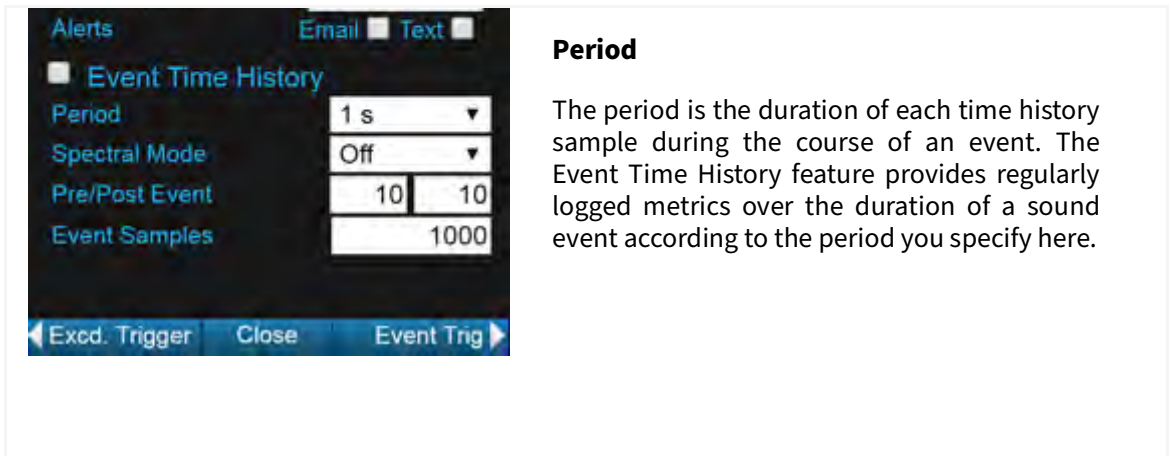 Alerts Email Text
Event Time History
Period 1 s
Spectral Mode Off
Pre/Post Event 10 10
Event Samples 1000
Excd. Trigger Close Event Trig
Period
The period is the duration of each time history
sample during the course of an event. The
Event Time History feature provides regularly
logged metrics over the duration of a sound
event according to the period you specify here.